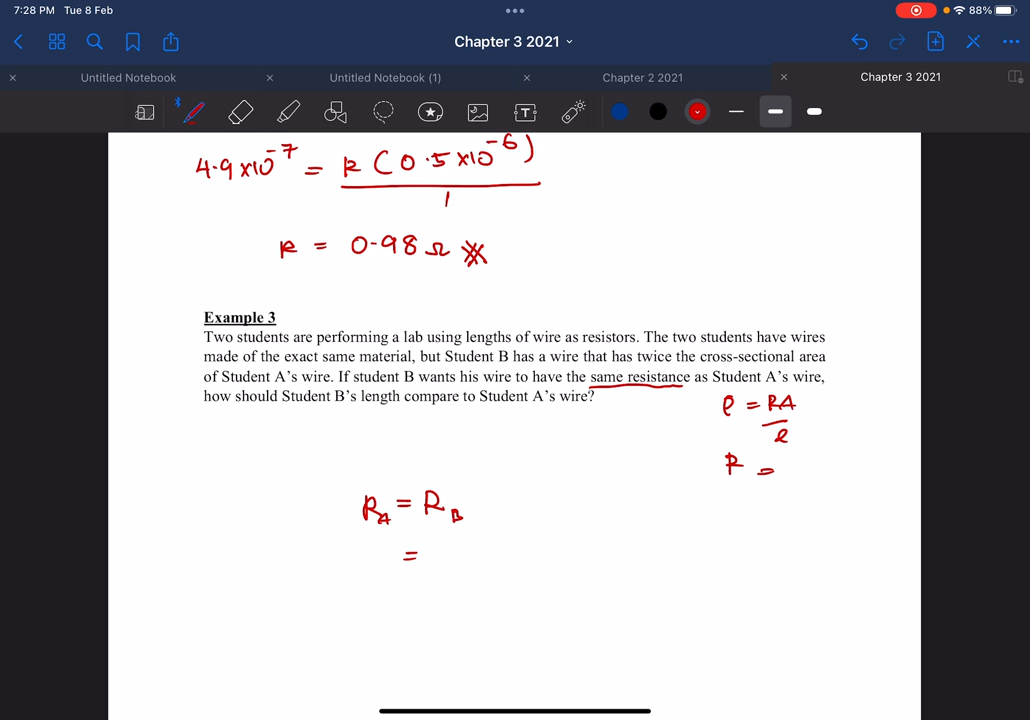 7:28 PM Tue 8 Feb
88%
Chapter 3 2021
Untitled Notebook
Untitled Notebook (1)
Chapter 2 2021
Chapter 3 2021
4.9x10⁻⁷ = R (0.5x10⁻⁶)
1
R = 0.98 Ω
Example 3
Two students are performing a lab using lengths of wire as resistors. The two students have wires
made of the exact same material, but Student B has a wire that has twice the cross-sectional area
of Student A's wire. If student B wants his wire to have the same resistance as Student A's wire,
how should Student B's length compare to Student A's wire?
ρ = RA
ℓ
R =
R_A = R_B
=